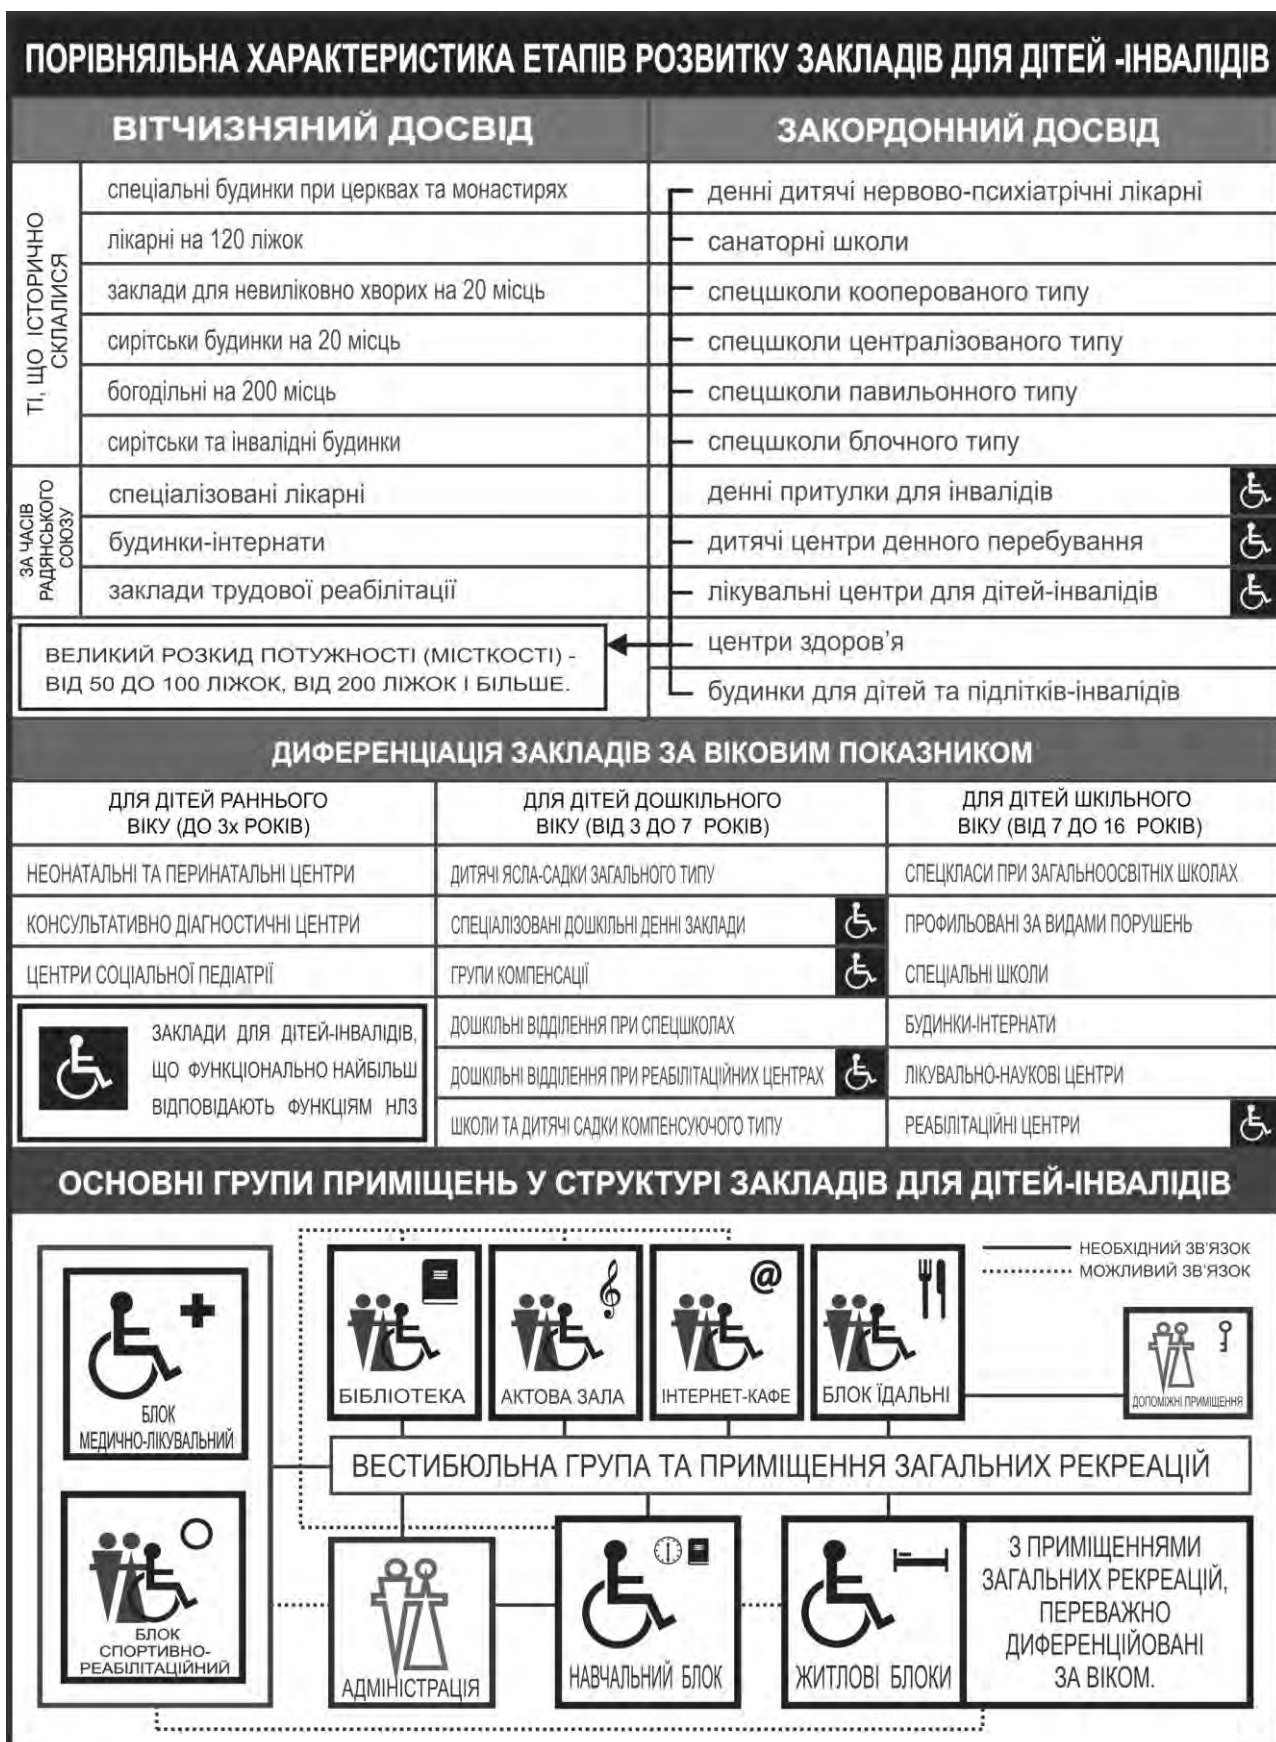 ПОРІВНЯЛЬНА ХАРАКТЕРИСТИКА ЕТАПІВ РОЗВИТКУ ЗАКЛАДІВ ДЛЯ ДІТЕЙ -ІНВАЛІДІВ
ВІТЧИЗНЯНИЙ ДОСВІД
ЗАКОРДОННИЙ ДОСВІД
ТІ, ЩО ІСТОРИЧНО
СКЛАЛИСЯ
спеціальні будинки при церквах та монастирях
лікарні на 120 ліжок
заклади для невиліковно хворих на 20 місць
сирітськи будинки на 20 місць
богодільні на 200 місць
сирітськи та інвалідні будинки
ЗА ЧАСІВ
РАДЯНСЬКОГО
СОЮЗУ
спеціалізовані лікарні
будинки-інтернати
заклади трудової реабілітації
ВЕЛИКИЙ РОЗКИД ПОТУЖНОСТІ (МІСТКОСТІ) -
ВІД 50 ДО 100 ЛІЖОК, ВІД 200 ЛІЖОК І БІЛЬШЕ.
денні дитячі нервово-психіатрічні лікарні
санаторні школи
спецшколи кооперованого типу
спецшколи централізованого типу
спецшколи павильонного типу
спецшколи блочного типу
денні притулки для інвалідів
дитячі центри денного перебування
лікувальні центри для дітей-інвалідів
центри здоров'я
будинки для дітей та підлітків-інвалідів
ДИФЕРЕНЦІАЦІЯ ЗАКЛАДІВ ЗА ВІКОВИМ ПОКАЗНИКОМ
ДЛЯ ДІТЕЙ РАННЬОГО
ВІКУ (ДО 3х РОКІВ)
НЕОНАТАЛЬНІ ТА ПЕРИНАТАЛЬНІ ЦЕНТРИ
КОНСУЛЬТАТИВНО ДІАГНОСТИЧНІ ЦЕНТРИ
ЦЕНТРИ СОЦІАЛЬНОЇ ПЕДІАТРІЇ
ЗАКЛАДИ ДЛЯ ДІТЕЙ-ІНВАЛІДІВ,
ЩО ФУНКЦІОНАЛЬНО НАЙБІЛЬШ
ВІДПОВІДАЮТЬ ФУНКЦІЯМ НЛЗ
ДЛЯ ДІТЕЙ ДОШКІЛЬНОГО
ВІКУ (ВІД 3 ДО 7 РОКІВ)
ДИТЯЧІ ЯСЛА-САДКИ ЗАГАЛЬНОГО ТИПУ
СПЕЦІАЛІЗОВАНІ ДОШКІЛЬНІ ДЕННІ ЗАКЛАДИ
ГРУПИ КОМПЕНСАЦІЇ
ДОШКІЛЬНІ ВІДДІЛЕННЯ ПРИ СПЕЦШКОЛАХ
ДОШКІЛЬНІ ВІДДІЛЕННЯ ПРИ РЕАБІЛІТАЦІЙНИХ ЦЕНТРАХ
ШКОЛИ ТА ДИТЯЧІ САДКИ КОМПЕНСУЮЧОГО ТИПУ
ДЛЯ ДІТЕЙ ШКІЛЬНОГО
ВІКУ (ВІД 7 ДО 16 РОКІВ)
СПЕЦКЛАСИ ПРИ ЗАГАЛЬНООСВІТНІХ ШКОЛАХ
ПРОФИЛЬОВАНІ ЗА ВИДАМИ ПОРУШЕНЬ
СПЕЦІАЛЬНІ ШКОЛИ
БУДИНКИ-ІНТЕРНАТИ
ЛІКУВАЛЬНО-НАУКОВІ ЦЕНТРИ
РЕАБІЛІТАЦІЙНІ ЦЕНТРИ
ОСНОВНІ ГРУПИ ПРИМІЩЕНЬ У СТРУКТУРІ ЗАКЛАДІВ ДЛЯ ДІТЕЙ-ІНВАЛІДІВ
НЕОБХІДНИЙ ЗВ'ЯЗОК
МОЖЛИВИЙ ЗВ'ЯЗОК
БЛОК
МЕДИЧНО-ЛІКУВАЛЬНИЙ
БІБЛІОТЕКА
АКТОВА ЗАЛА
@
ІНТЕРНЕТ-КАФЕ
БЛОК ЇДАЛЬНІ
ДОПОМІЖНІ ПРИМІЩЕННЯ
ВЕСТИБЮЛЬНА ГРУПА ТА ПРИМІЩЕННЯ ЗАГАЛЬНИХ РЕКРЕАЦІЙ
БЛОК
СПОРТИВНО-
РЕАБІЛІТАЦІЙНИЙ
АДМІНІСТРАЦІЯ
НАВЧАЛЬНИЙ БЛОК
ЖИТЛОВІ БЛОКИ
З ПРИМІЩЕННЯМИ
ЗАГАЛЬНИХ РЕКРЕАЦІЙ,
ПЕРЕВАЖНО
ДИФЕРЕНЦІЙОВАНІ
ЗА ВІКОМ.